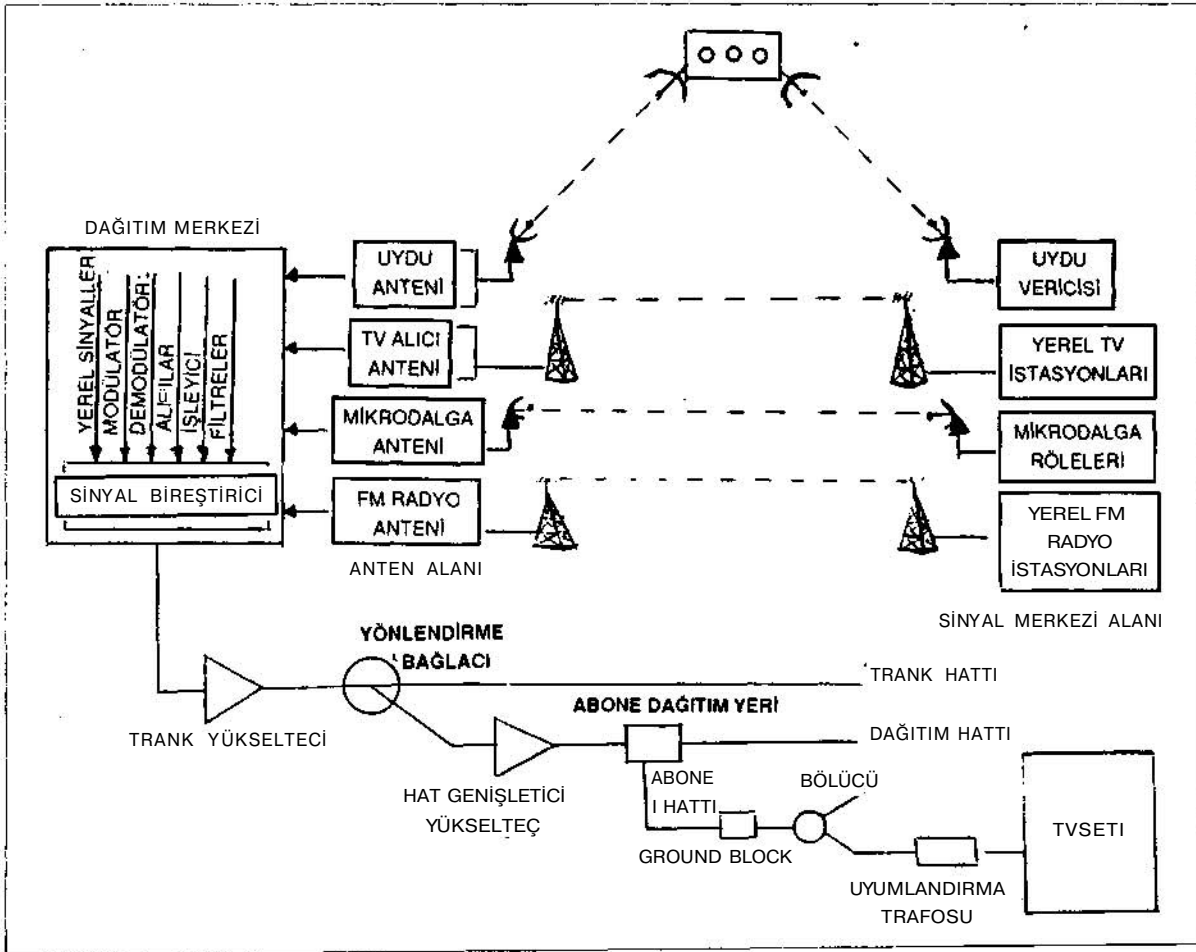 DAĞITIM MERKEZİ
YEREL SİNYALLER
MODÜLATÖR
DEMODÜLATÖR
İŞLEYİCİ
FİLTRELER
SİNYAL BİREŞTİRİCİ
UYDU
ANTENİ
TV ALICI
ANTENİ
MİKRODALGA
ANTENİ
FM RADYO
ANTENİ
ANTEN ALANI
UYDU
VERİCİSİ
YEREL TV
İSTASYONLARI
MİKRODALGA
RÖLELERİ
YEREL FM
RADYO
İSTASYONLARI
SİNYAL MERKEZİ ALANI
YÖNLENDİRME
BAĞLACI
TRANK HATTI
TRANK YÜKSELTECİ
ABONE DAĞITIM YERİ
DAĞITIM HATTI
HAT GENİŞLETİCİ
YÜKSELTEÇ
ABONE
I HATTI
BÖLÜCÜ
GROUND BLOCK
UYUMLANDIRMA
TRAFOSU
TVSETI